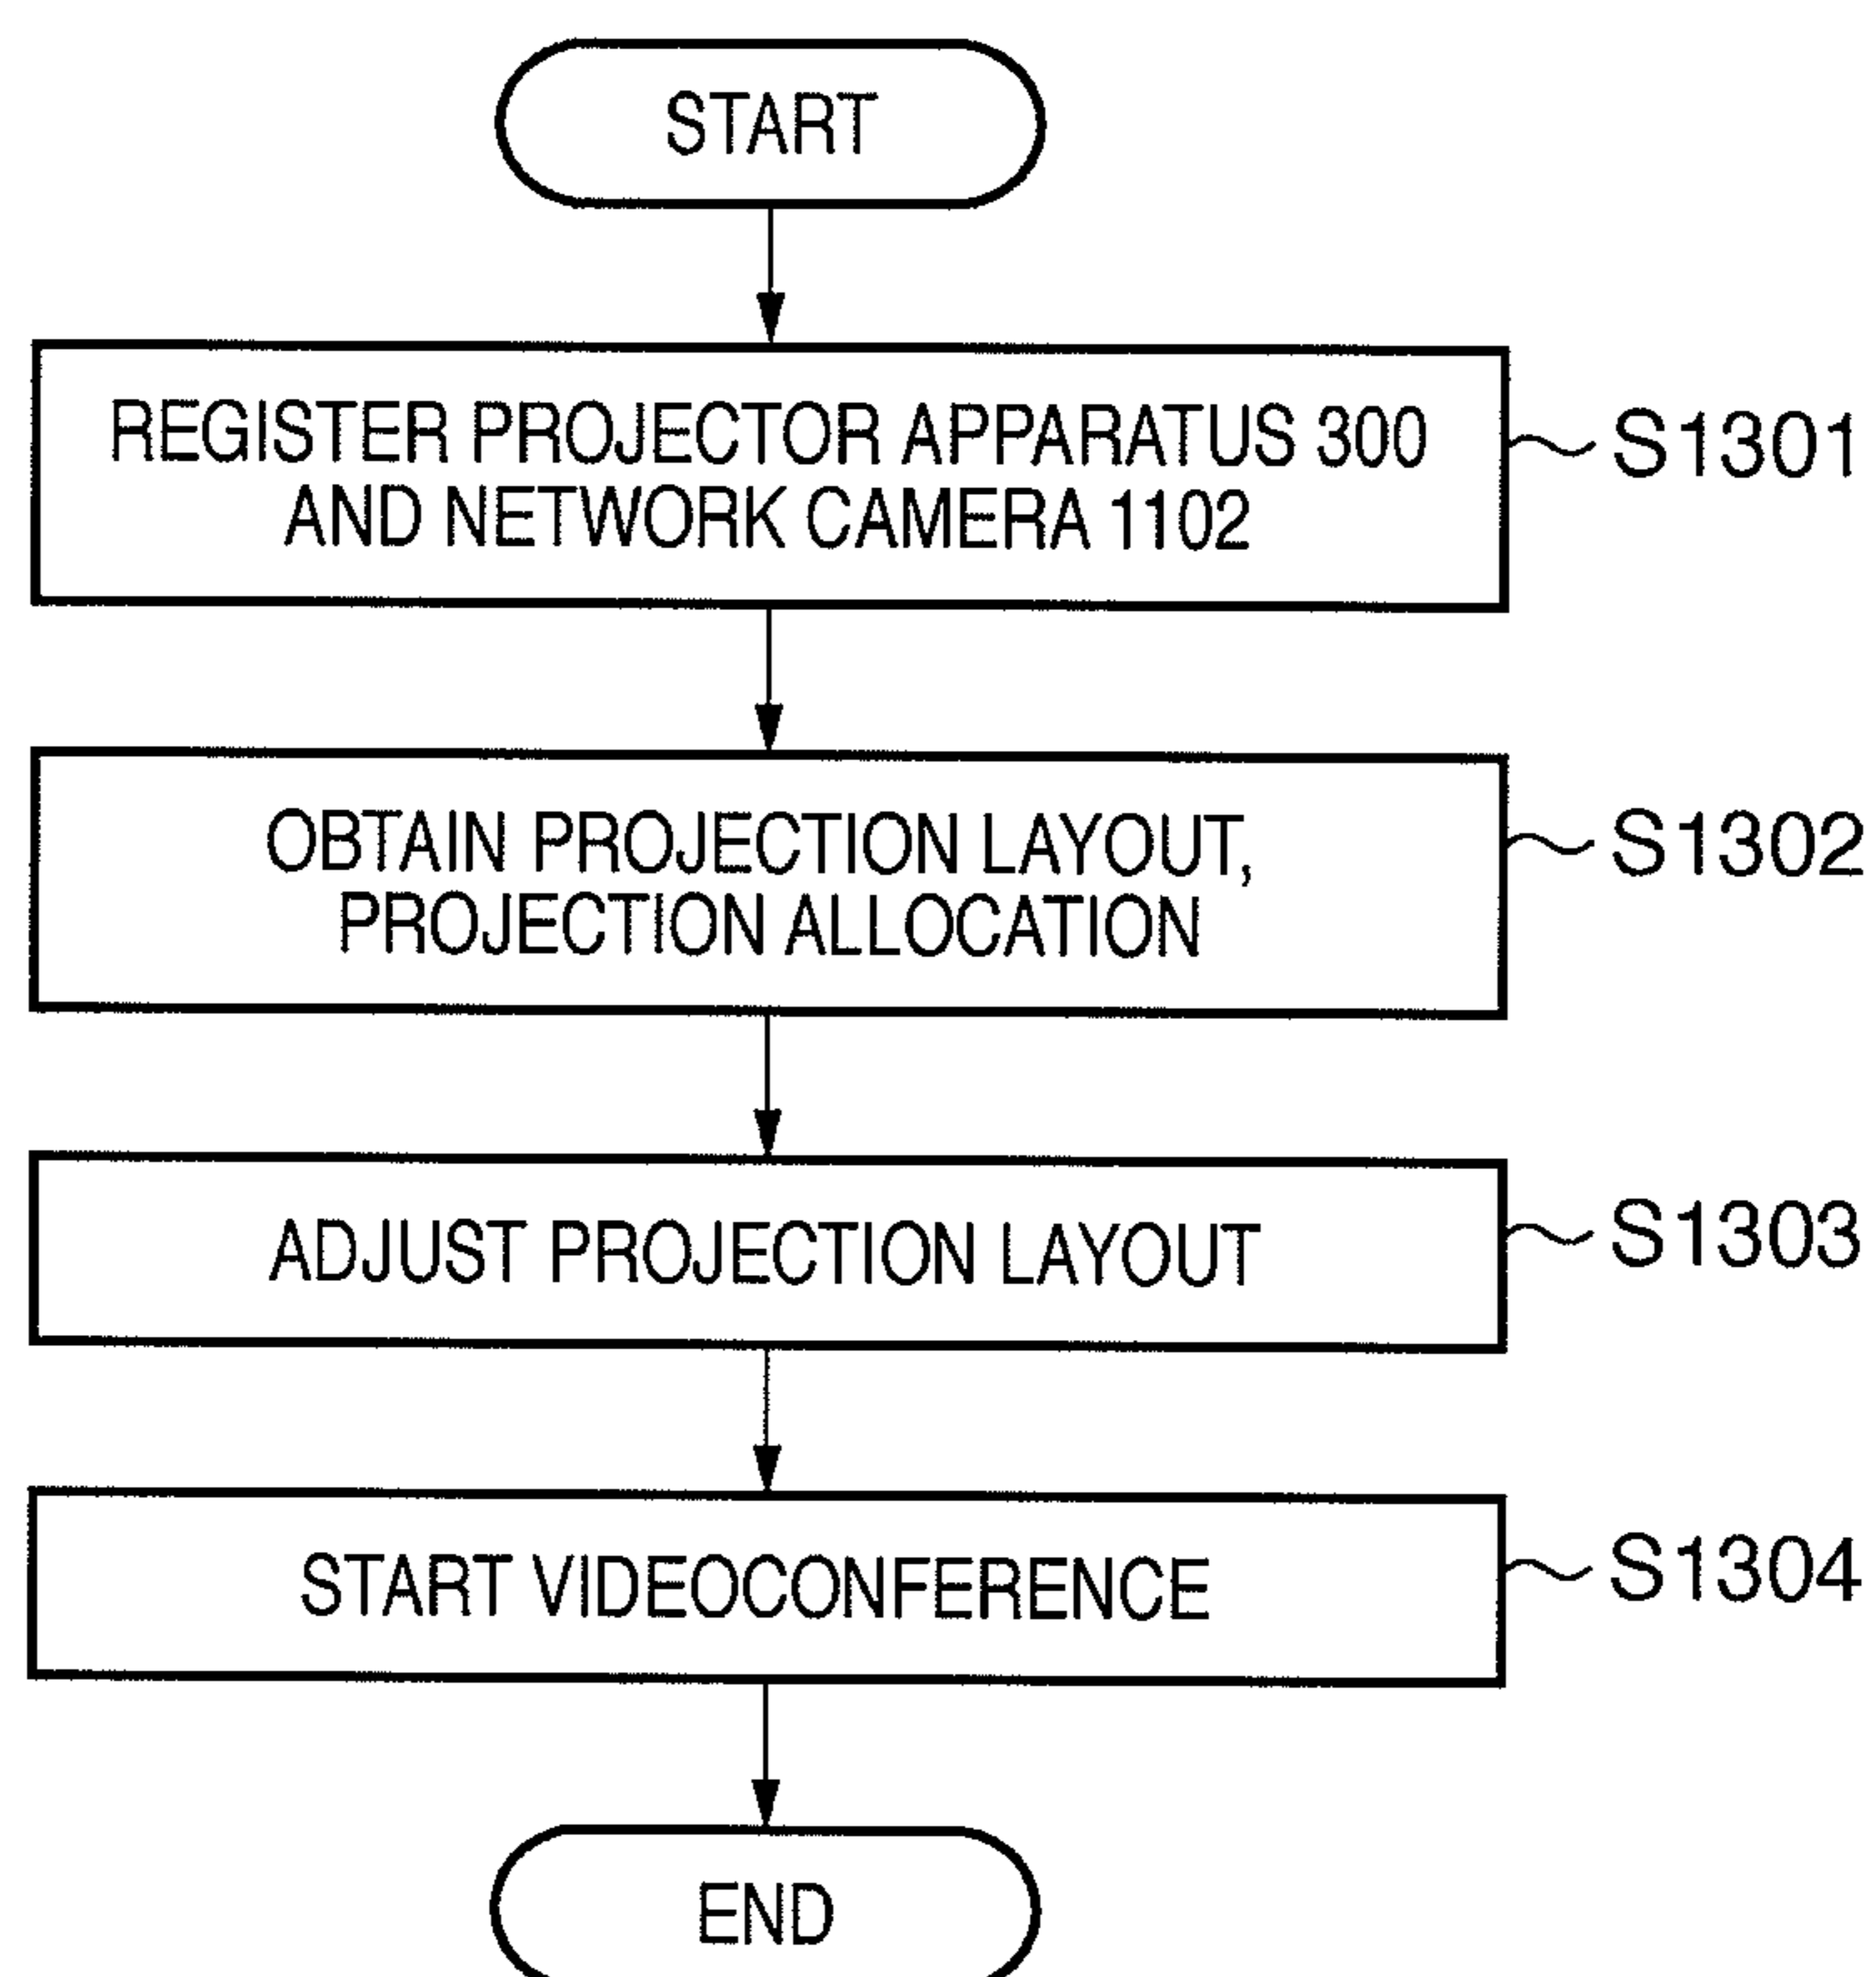 START
REGISTER PROJECTOR APPARATUS 300
AND NETWORK CAMERA 1102
S1301
OBTAIN PROJECTION LAYOUT,
PROJECTION ALLOCATION
S1302
ADJUST PROJECTION LAYOUT
S1303
START VIDEOCONFERENCE
S1304
END